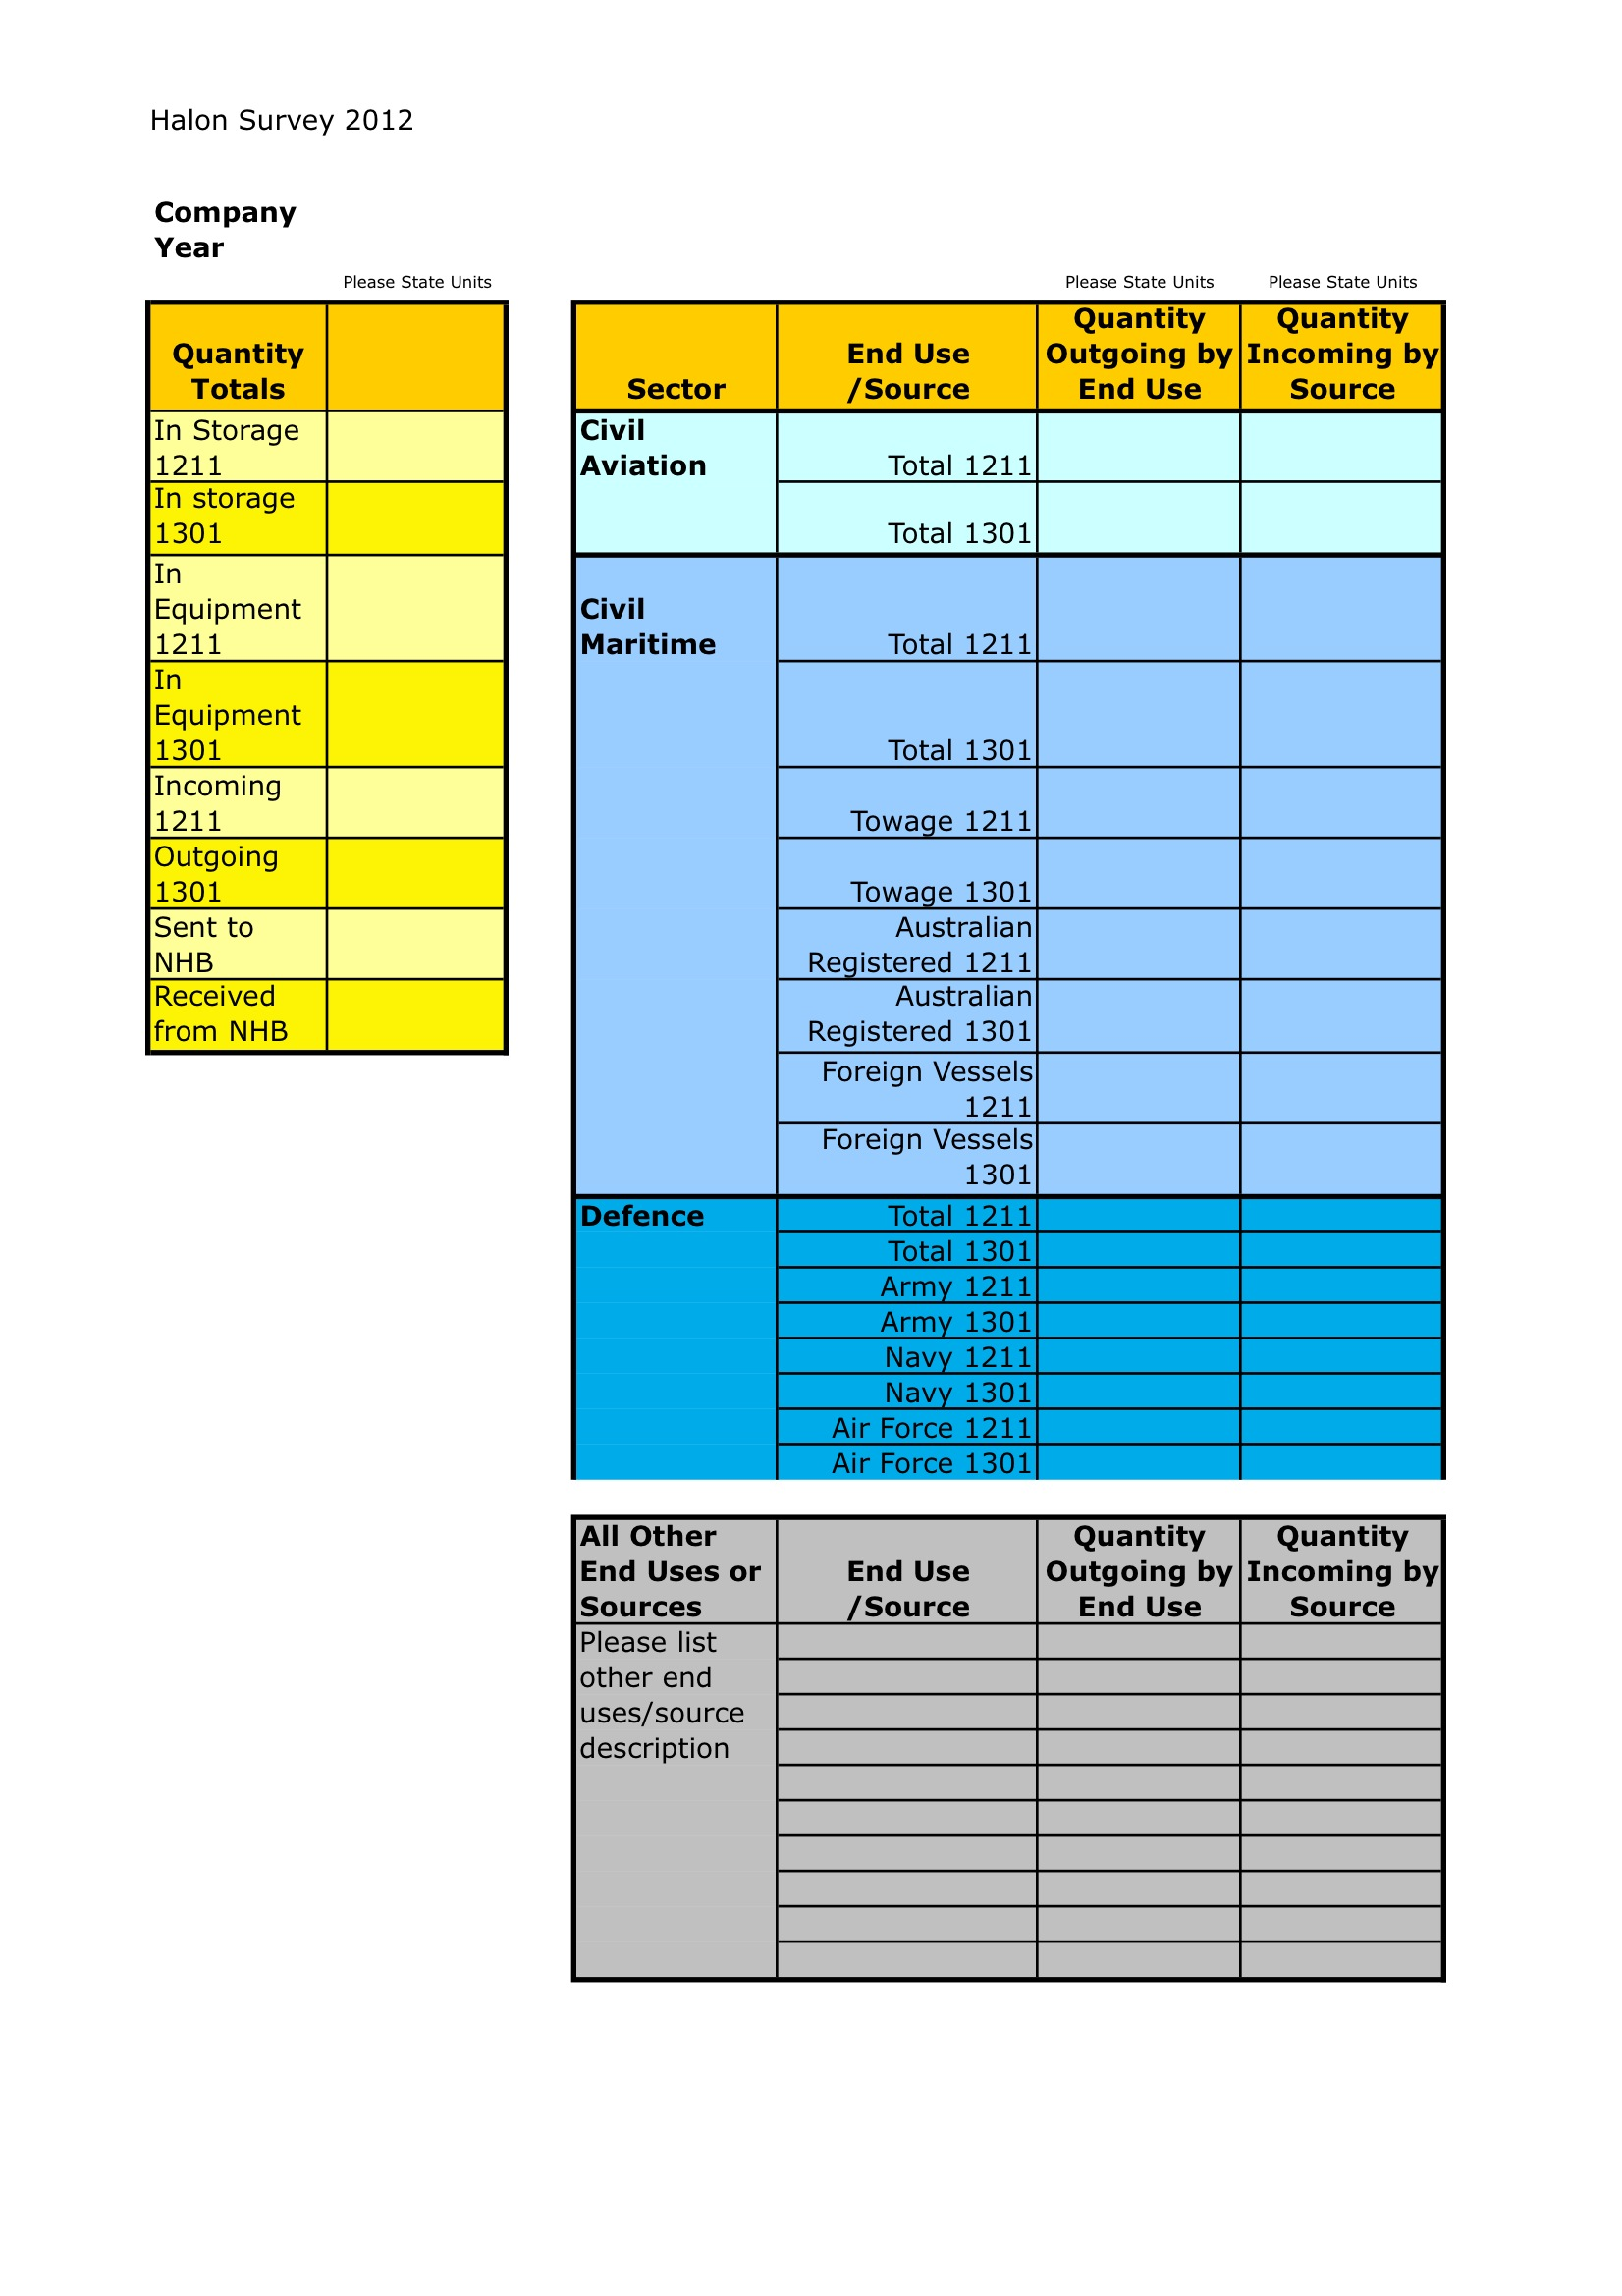 Halon Survey 2012
Company
Year
Please State Units
Quantity
Totals
In Storage
1211
In storage
1301
In
Equipment
1211
In
Equipment
1301
Incoming
1211
Outgoing
1301
Sent to
NHB
Received
from NHB
Please State Units
Please State Units
Sector
End Use
/Source
Quantity
Outgoing by
End Use
Quantity
Incoming by
Source
Civil
Aviation
Total 1211
Total 1301
Civil
Maritime
Total 1211
Total 1301
Towage 1211
Towage 1301
Australian
Registered 1211
Australian
Registered 1301
Foreign Vessels
1211
Foreign Vessels
1301
Defence
Total 1211
Total 1301
Army 1211
Army 1301
Navy 1211
Navy 1301
Air Force 1211
Air Force 1301
All Other
End Uses or
Sources
End Use
/Source
Quantity
Outgoing by
End Use
Quantity
Incoming by
Source
Please list
other end
uses/source
description